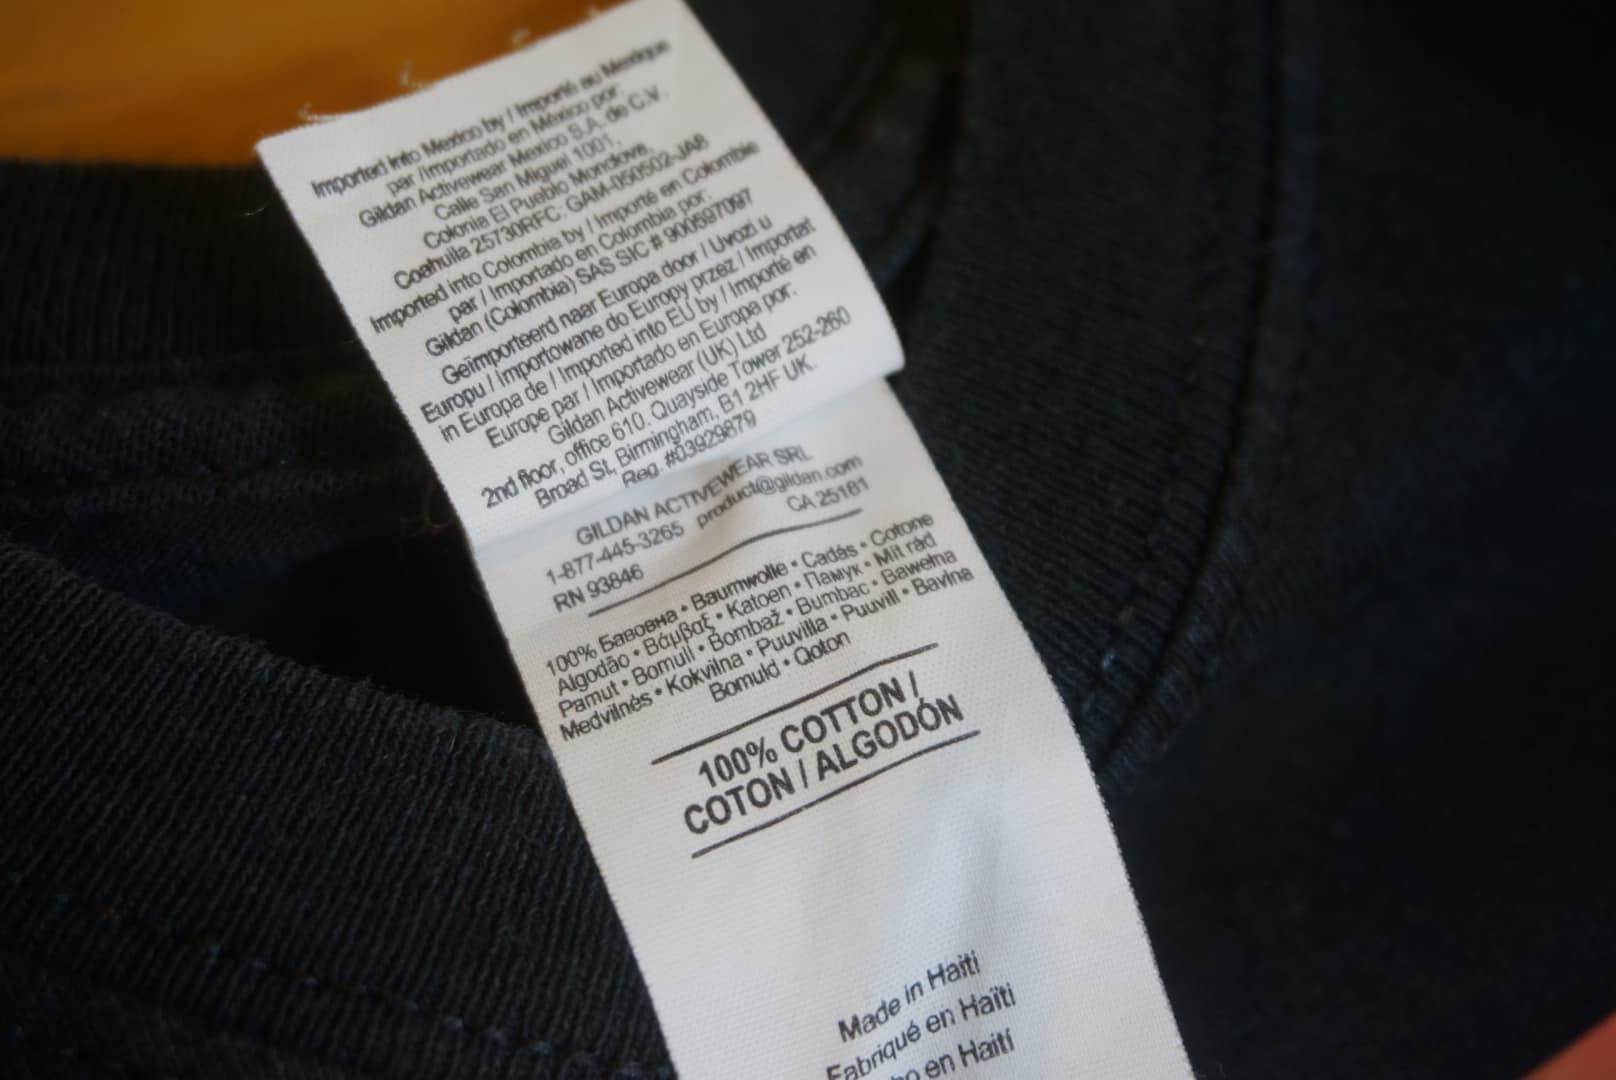 Imported into Mexico by / Importé au Mexique
par /Importado en México por
Gildan Activewear Mexico S.A. de C.V.
Calle San Miguel 1001,
Colonia El Pueblo Mondova,
Coahuila 25730RFC: GAM-050502-JA8
Imported into Colombia by / Importé en Colombie
par / Importado en Colombia por:
Gildan (Colombia) SAS SIC # 900597097
Geïmporteerd naar Europa door / Uvozi u
Europu / Importowane do Europy przez / Importat
in Europa de / Imported into EU by / Importé en
Europe par / Importado en Europa por:
Gildan Activewear (UK) Ltd
2nd floor, office 610. Quayside Tower 252-260
Broad St, Birmingham, B1 2HF UK.
Reg. #03929879
GILDAN ACTIVEWEAR SRL
1-877-445-3265 product@gildan.com
RN 93846 CA 25181
100% Бавовна • Baumwolle • Cadás • Cotone
Algodão • Βάμβαξ • Katoen • Памук • Mit rád
Pamut • Bomull • Bombaž • Bumbac • Bawełna
Medvilnės • Kokvilna • Puuvilla • Puuvill • Bavlna
Bomuld • Qoton
100% COTTON /
COTON / ALGODÓN
Made in Haiti
Fabriqué en Haïti
en Haití